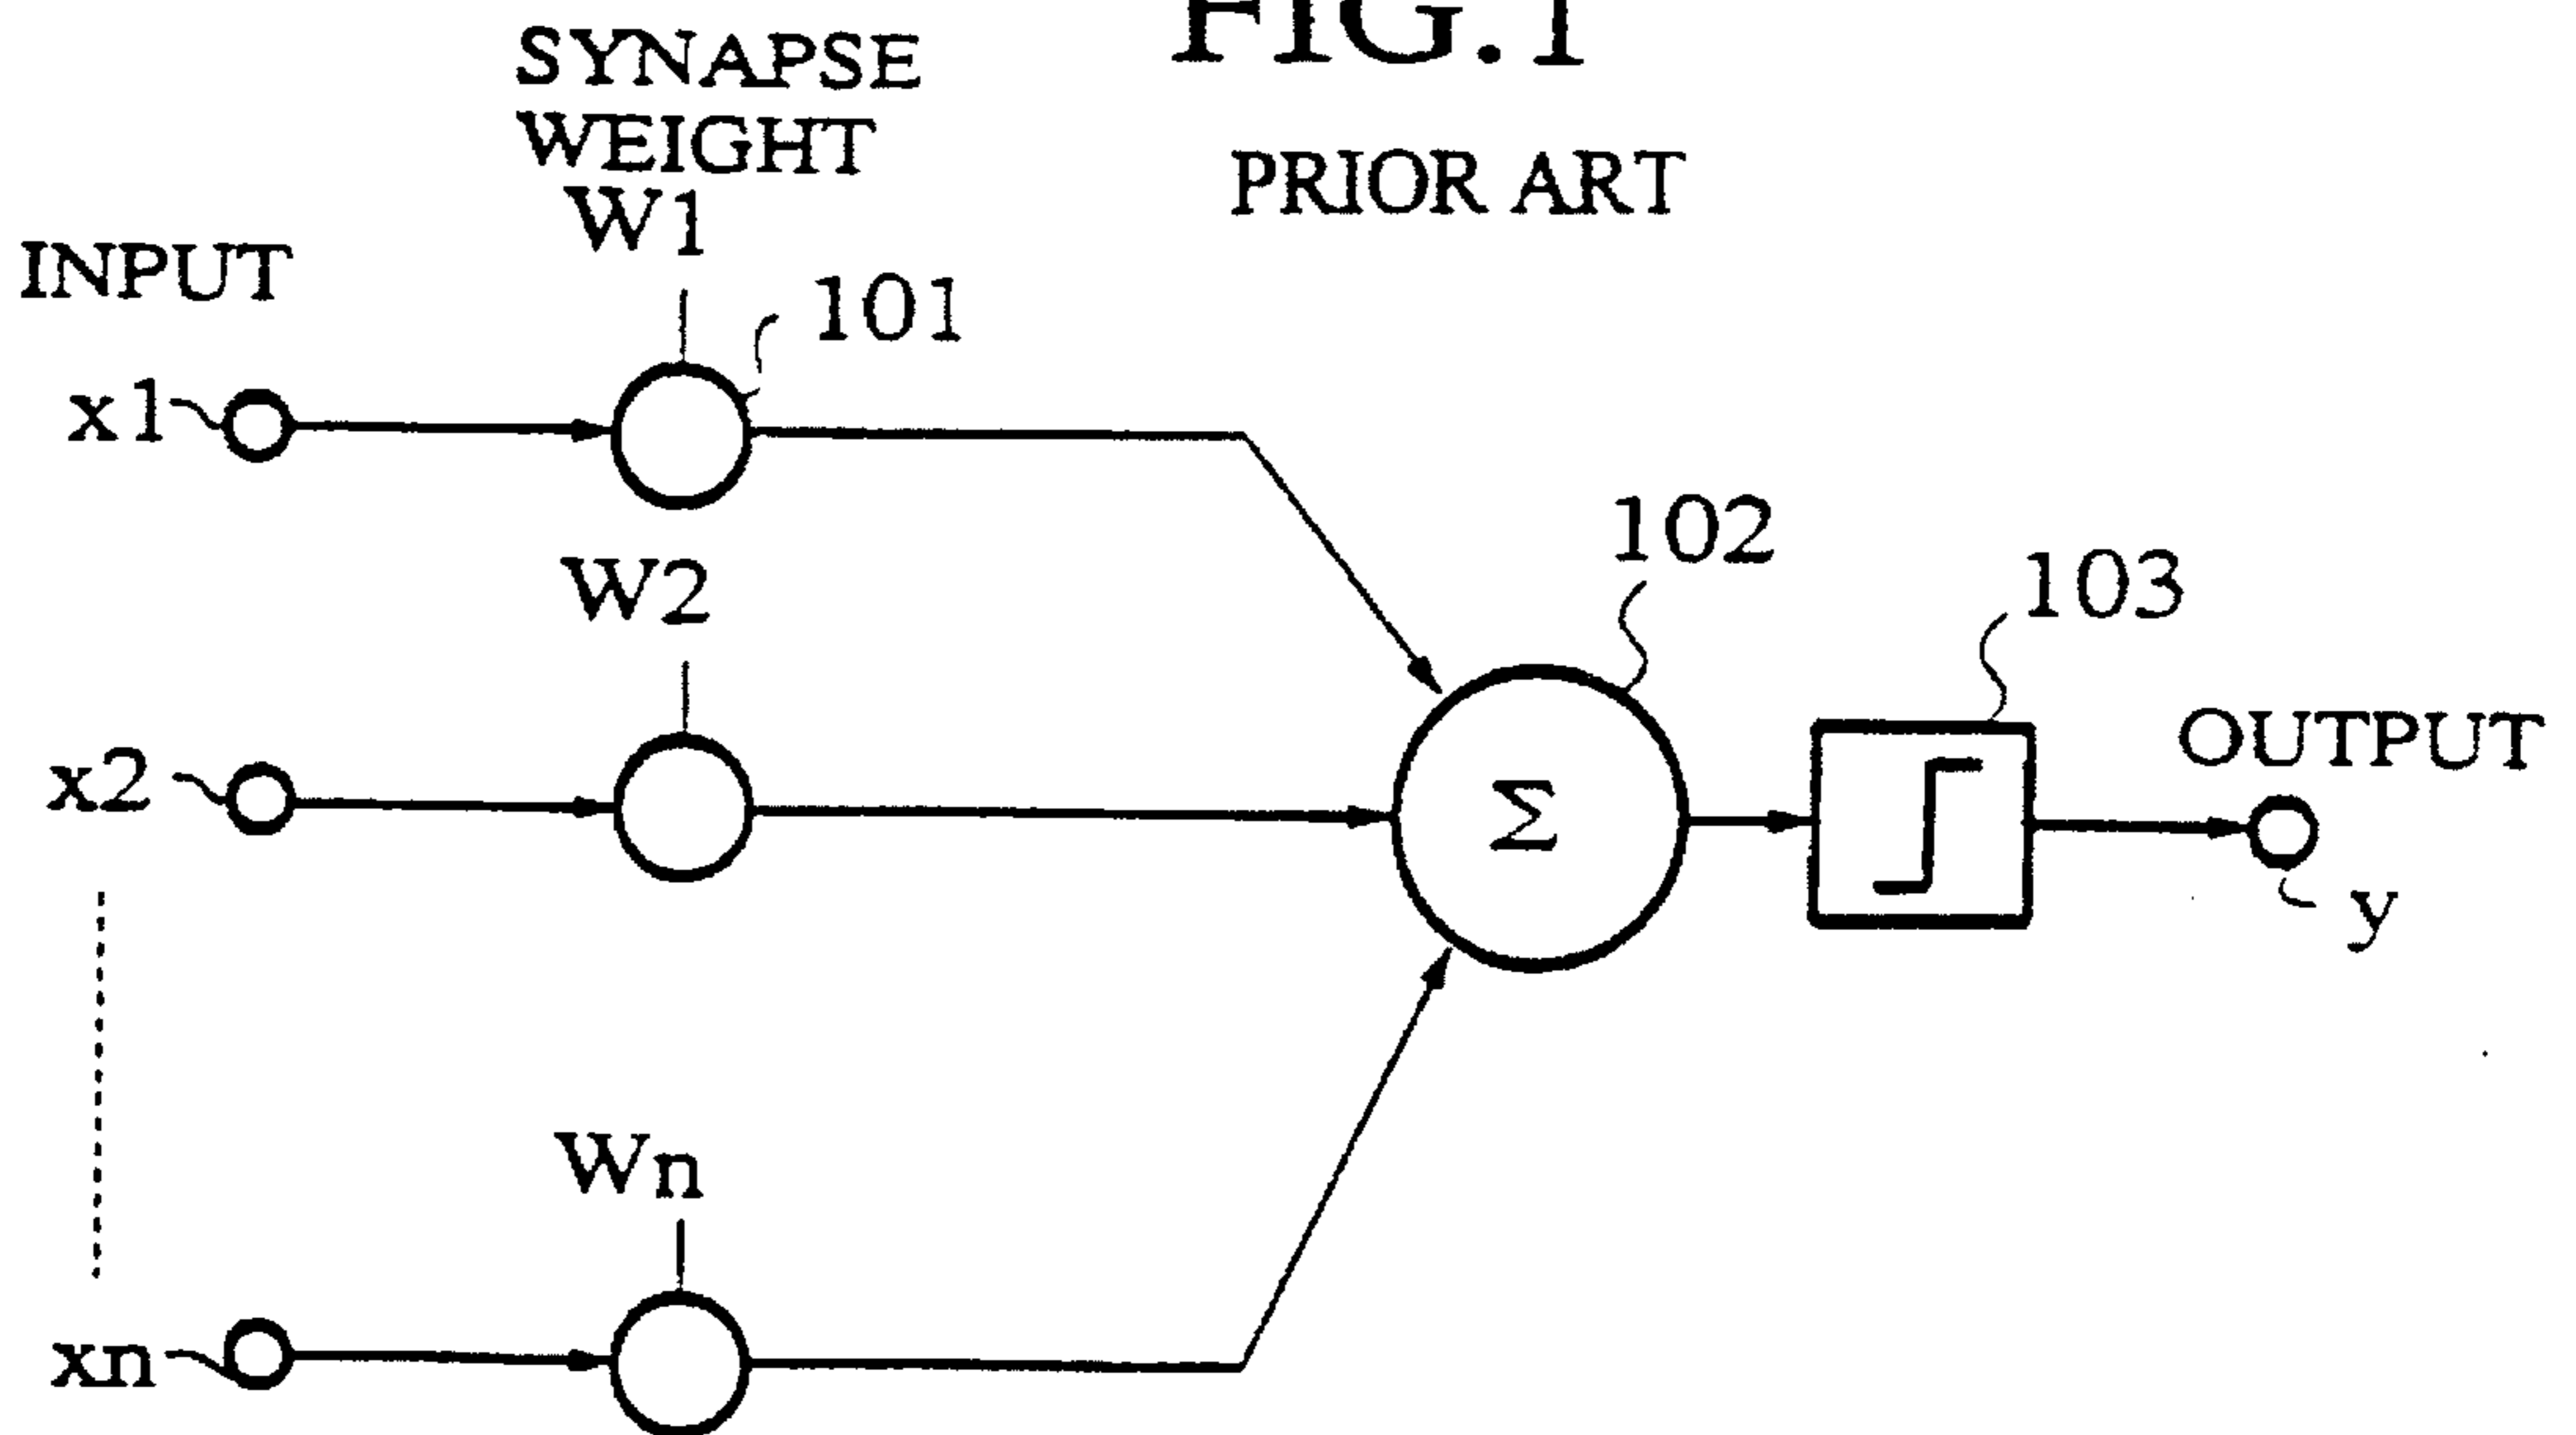 FIG.1
PRIOR ART
SYNAPSE
WEIGHT
W1
INPUT
101
x1
W2
102
103
x2
Σ
OUTPUT
y
Wn
xn